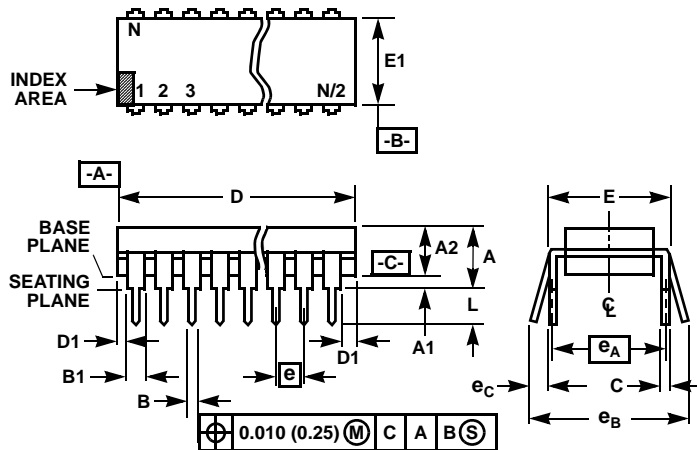 N
E1
INDEX
AREA
1 2 3 N/2
-B-
-A-
D
E
BASE
PLANE
A2
A
-C-
SEATING
PLANE
L
C
L
D1
A1
D1
e
eA
B1
eC
C
B
eB
0.010 (0.25) M C A B S